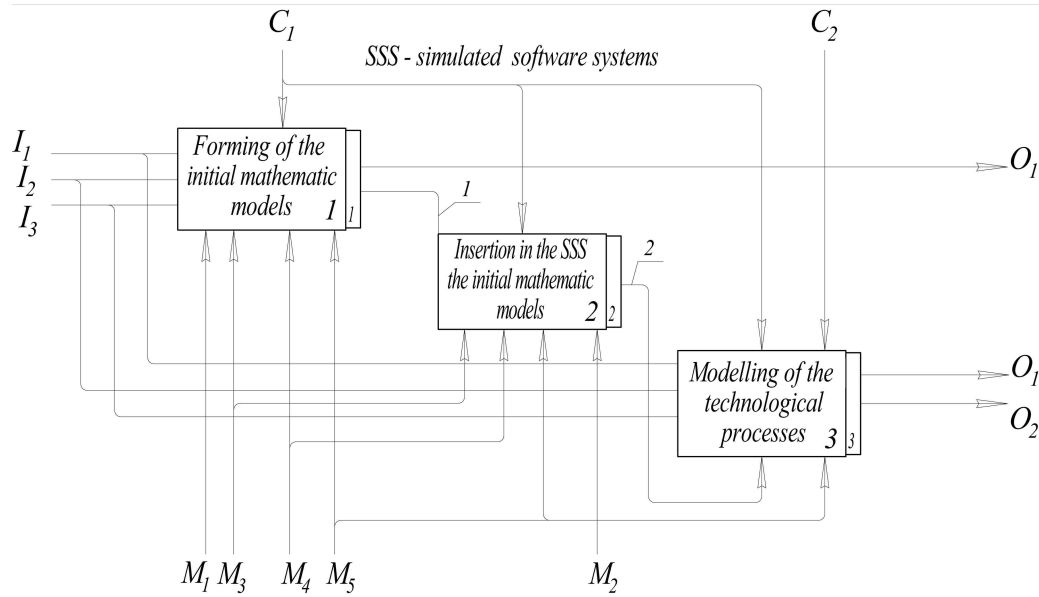 C1
C2
SSS - simulated software systems
I1
I2
I3
Forming of the
initial mathematic
models
1
1
O1
1
Insertion in the SSS
the initial mathematic
models
2
2
2
Modelling of the
technological
processes
3
3
O1
O2
M1
M3
M4
M5
M2